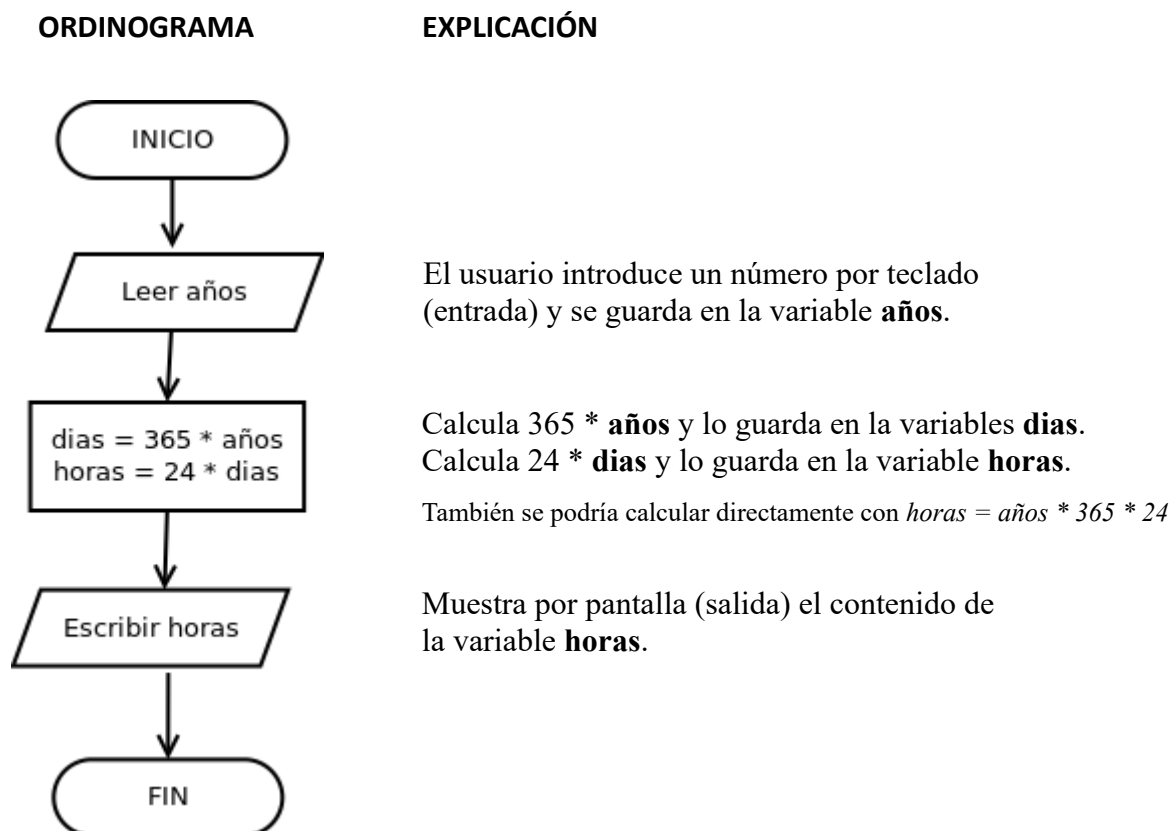 ORDINOGRAMA EXPLICACIÓN
INICIO
Leer años
El usuario introduce un número por teclado
(entrada) y se guarda en la variable años.
dias = 365 * años
horas = 24 * dias
Calcula 365 * años y lo guarda en la variables dias.
Calcula 24 * dias y lo guarda en la variable horas.
También se podría calcular directamente con horas = años * 365 * 24
Escribir horas
Muestra por pantalla (salida) el contenido de
la variable horas.
FIN